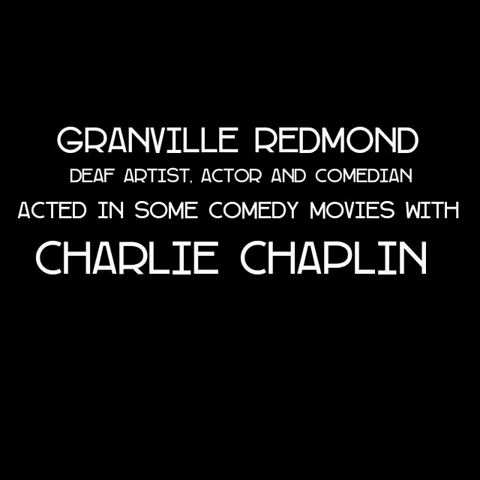 GRANVILLE REDMOND
DEAF ARTIST, ACTOR AND COMEDIAN
ACTED IN SOME COMEDY MOVIES WITH
CHARLIE CHAPLIN